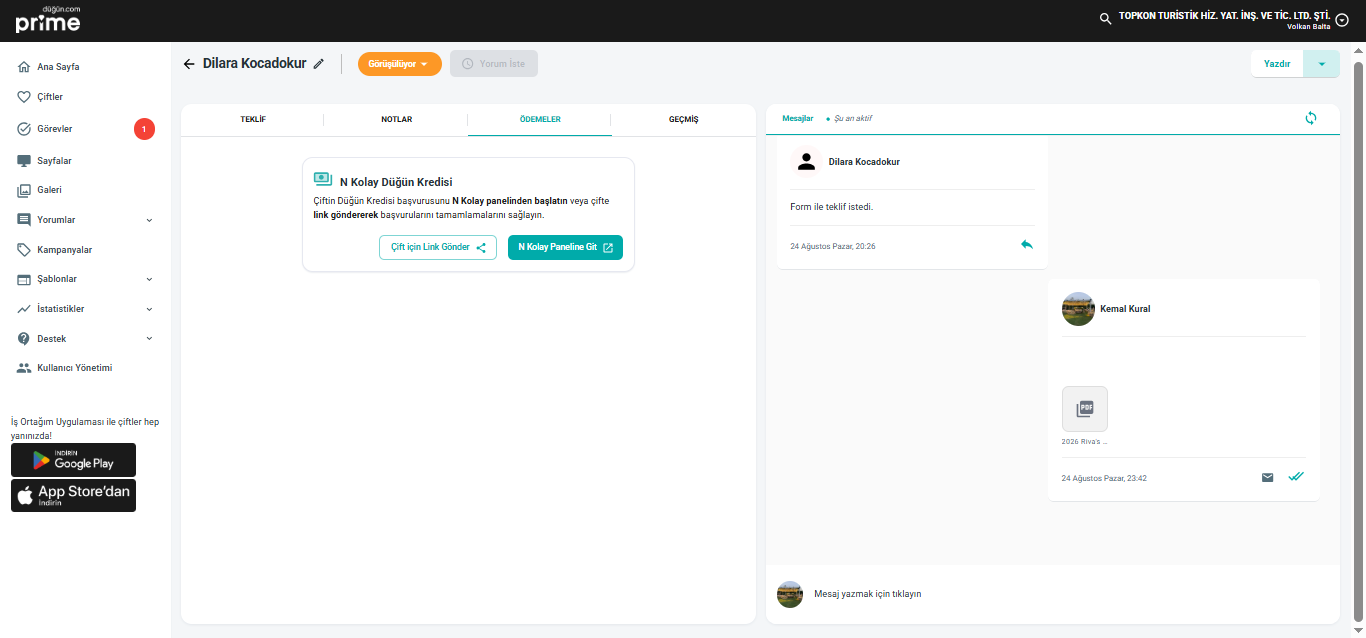 düğün.com
prime
TOPKON TURİSTİK HİZ. YAT. İNŞ. VE TİC. LTD. ŞTİ.
Volkan Balta
Ana Sayfa
Çiftler
Görevler
1
Sayfalar
Galeri
Yorumlar
Kampanyalar
Şablonlar
İstatistikler
Destek
Kullanıcı Yönetimi
İş Ortağım Uygulaması ile çiftler hep
yanınızda!
İNDİRİN
Google Play
App Store'dan
İndirin
Dilara Kocadokur
Görüşülüyor
Yorum İste
Yazdır
TEKLİF
NOTLAR
ÖDEMELER
GEÇMİŞ
N Kolay Düğün Kredisi
Çiftin Düğün Kredisi başvurusunu N Kolay panelinden başlatın veya çifte
link göndererek başvurularını tamamlamalarını sağlayın.
Çift için Link Gönder
N Kolay Paneline Git
Mesajlar
Şu an aktif
Dilara Kocadokur
Form ile teklif istedi.
24 Ağustos Pazar, 20:26
Kemal Kural
PDF
2026 Riva's ...
24 Ağustos Pazar, 23:42
Mesaj yazmak için tıklayın